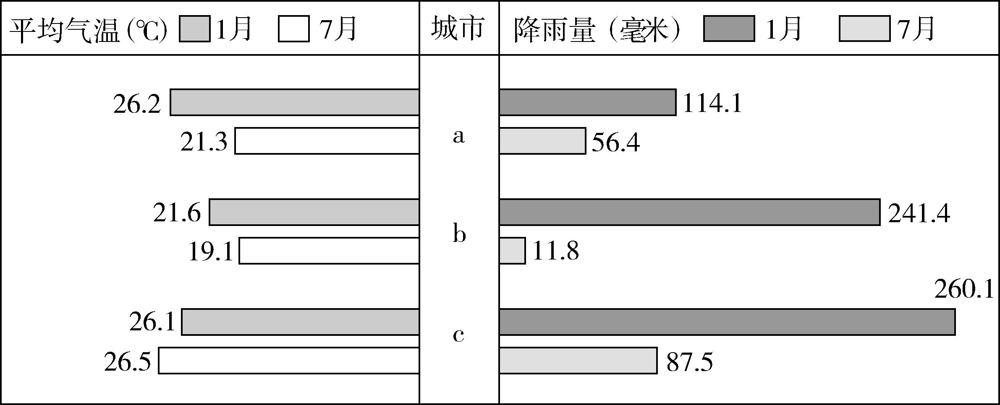 平均气温(℃) 1月 7月 城市 降雨量(毫米) 1月 7月
26.2 114.1
21.3 a 56.4
21.6 241.4
19.1 b 11.8
260.1
26.1
c
26.5 87.5